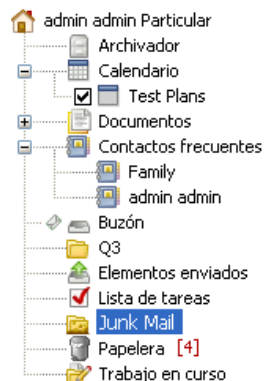 admin admin Particular
Archivador
Calendario
Test Plans
Documentos
Contactos frecuentes
Family
admin admin
Buzón
Q3
Elementos enviados
Lista de tareas
Junk Mail
Papelera [4]
Trabajo en curso